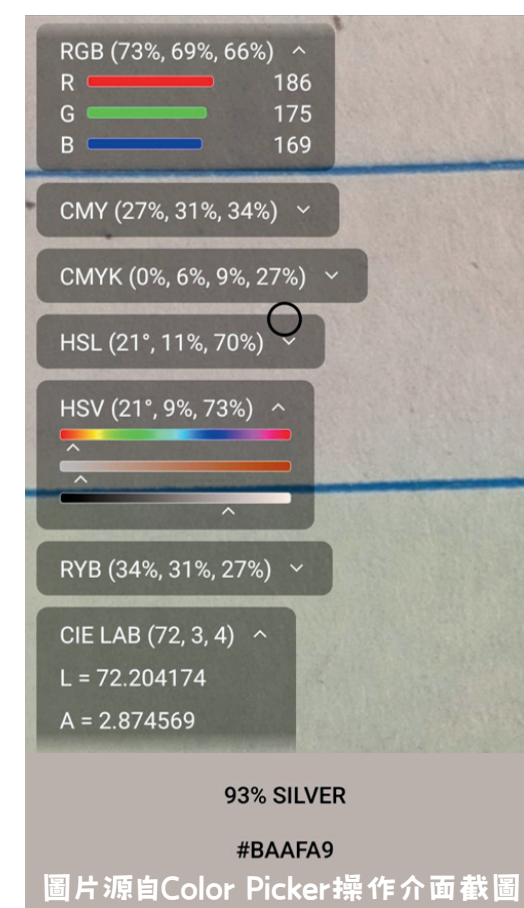 RGB (73%, 69%, 66%)
R 186
G 175
B 169
CMY (27%, 31%, 34%)
CMYK (0%, 6%, 9%, 27%)
HSL (21°, 11%, 70%)
HSV (21°, 9%, 73%)
RYB (34%, 31%, 27%)
CIE LAB (72, 3, 4)
L = 72.204174
A = 2.874569
93% SILVER
#BAAFA9
圖片源自Color Picker操作介面截圖